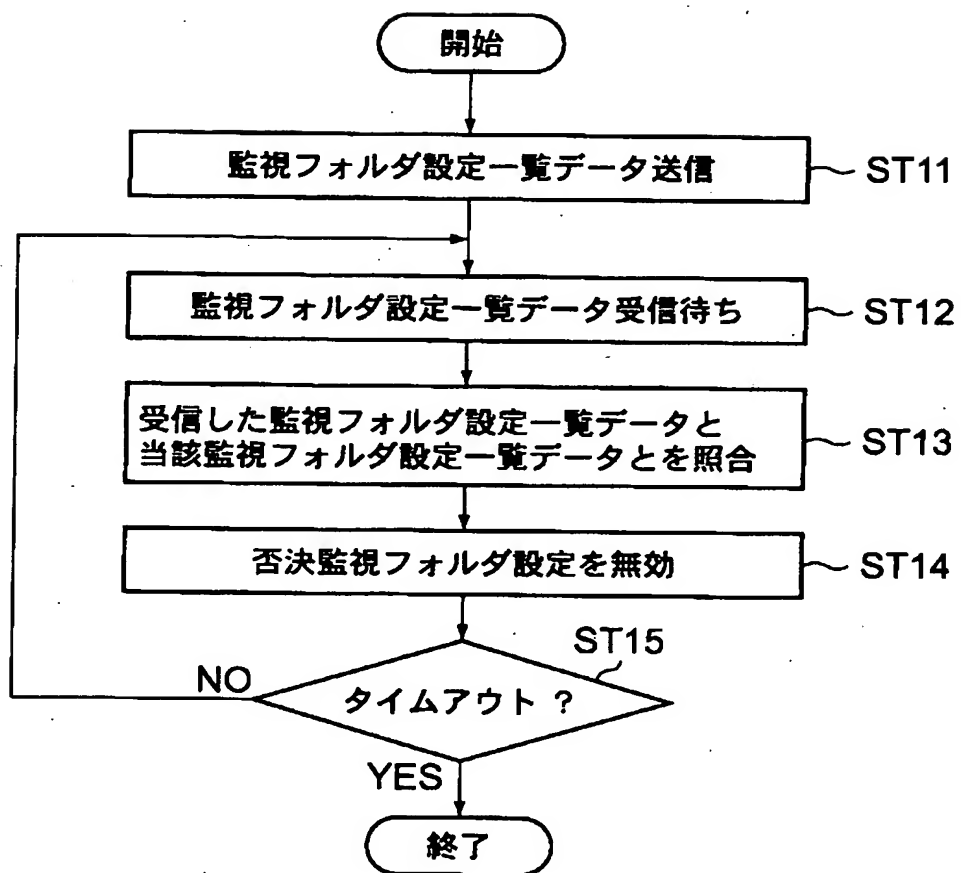 開始
監視フォルダ設定一覧データ送信
ST11
監視フォルダ設定一覧データ受信待ち
ST12
受信した監視フォルダ設定一覧データと
当該監視フォルダ設定一覧データとを照合
ST13
否決監視フォルダ設定を無効
ST14
ST15
NO
タイムアウト ?
YES
終了